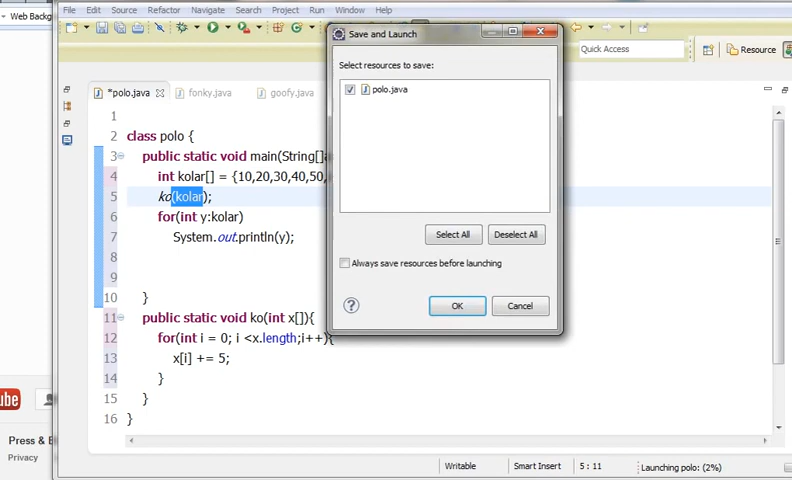 Web Backg
File Edit Source Refactor Navigate Search Project Goofy Project Run Window Help
Save and Launch
Quick Access
Resource
Select resources to save:
polo.java
*polo.java
fonky.java
goofy.java
1
2 class polo {
3 public static void main(String[]
4 int kolar[] = {10,20,30,40,50,
5 ko(kolar);
6 for(int y:kolar)
7 System.out.println(y);
8
9
10 }
11 public static void ko(int x[]){
12 for(int i = 0; i <x.length;i++){
13 x[i] += 5;
14 }
15 }
16 }
Select All
Deselect All
Always save resources before launching
OK
Cancel
Press & B
Privacy
Writable
Smart Insert
5 : 11
Launching polo: (2%)